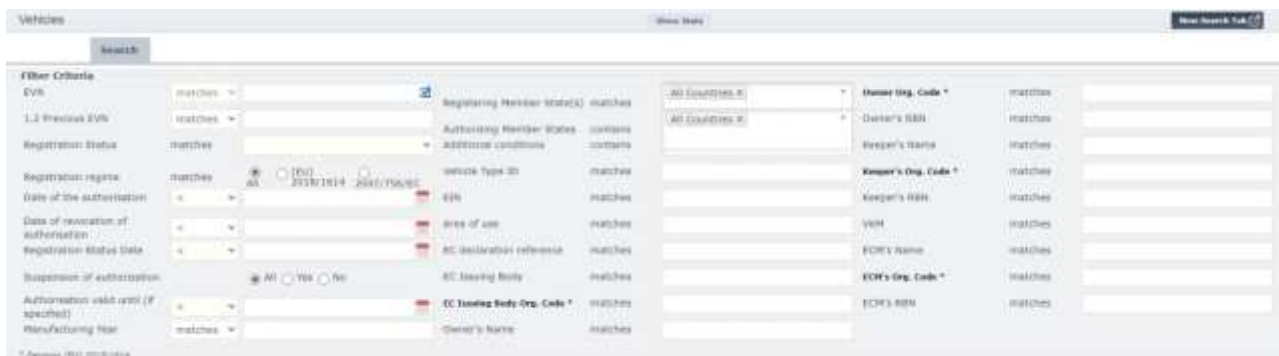 Vehicles
Show Help
New Search Tab
Search
Filter Criteria
EVN matches
1.2 Previous EVN matches
Registration Status matches
Registration regime matches All [EU] 2018/1614 2007/756/EC
Date of the authorisation <
Date of revocation of authorisation <
Registration Status Date <
Suspension of authorisation All Yes No
Authorisation valid until (if specified) <
Manufacturing Year matches
Registering Member State(s) matches All Countries x
Authorising Member States contains All Countries x
Additional conditions contains
Vehicle Type ID matches
EIN matches
Area of use matches
EC declaration reference matches
EC Issuing Body matches
EC Issuing Body Org. Code * matches
Owner's Name matches
Owner Org. Code * matches
Owner's RBN matches
Keeper's Name matches
Keeper's Org. Code * matches
Keeper's RBN matches
VKM matches
ECM's Name matches
ECM's Org. Code * matches
ECM's RBN matches